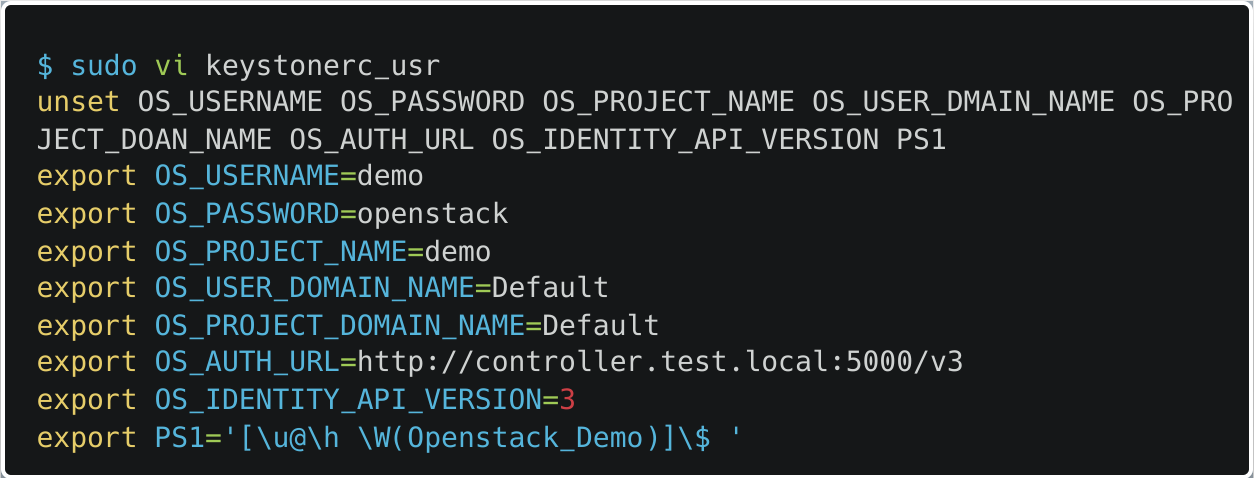 $ sudo vi keystonerc_usr
unset OS_USERNAME OS_PASSWORD OS_PROJECT_NAME OS_USER_DMAIN_NAME OS_PRO
JECT_DOAN_NAME OS_AUTH_URL OS_IDENTITY_API_VERSION PS1
export OS_USERNAME=demo
export OS_PASSWORD=openstack
export OS_PROJECT_NAME=demo
export OS_USER_DOMAIN_NAME=Default
export OS_PROJECT_DOMAIN_NAME=Default
export OS_AUTH_URL=http://controller.test.local:5000/v3
export OS_IDENTITY_API_VERSION=3
export PS1='[\u@\h \W(Openstack_Demo)]\$ '